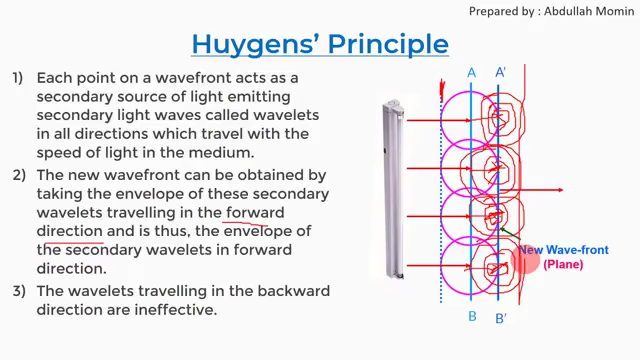 Prepared by : Abdullah Momin
Huygens' Principle
1) Each point on a wavefront acts as a
secondary source of light emitting
secondary light waves called wavelets
in all directions which travel with the
speed of light in the medium.
2) The new wavefront can be obtained by
taking the envelope of these secondary
wavelets travelling in the forward
direction and is thus, the envelope of
the secondary wavelets in forward
direction.
3) The wavelets travelling in the backward
direction are ineffective.
A A'
New Wave-front
(Plane)
B B'